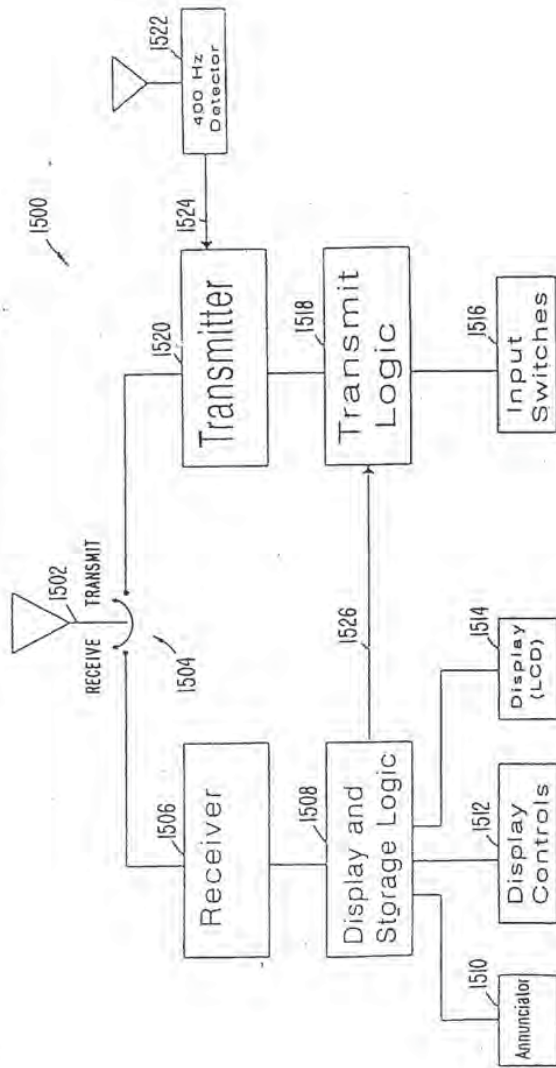 1500
1502
RECEIVE
TRANSMIT
1504
1506
Receiver
1520
Transmitter
1524
1522
400 Hz
Detector
1508
Display and
Storage Logic
1526
1518
Transmit
Logic
1510
Annunciator
1512
Display
Controls
1514
Display
(LCD)
1516
Input
Switches